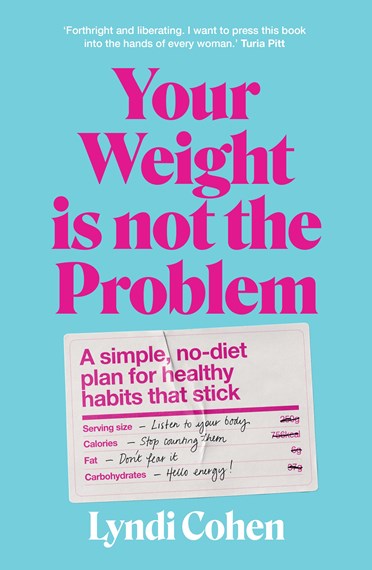 ‘Forthright and liberating. I want to press this book
into the hands of every woman.’ Turia Pitt
Your
Weight
is not the
Problem
A simple, no-diet
plan for healthy
habits that stick
Serving size – Listen to your body 250g
Calories – Stop counting them 756kcal
Fat – Don't fear it 6g
Carbohydrates – Hello energy! 37g
Lyndi Cohen